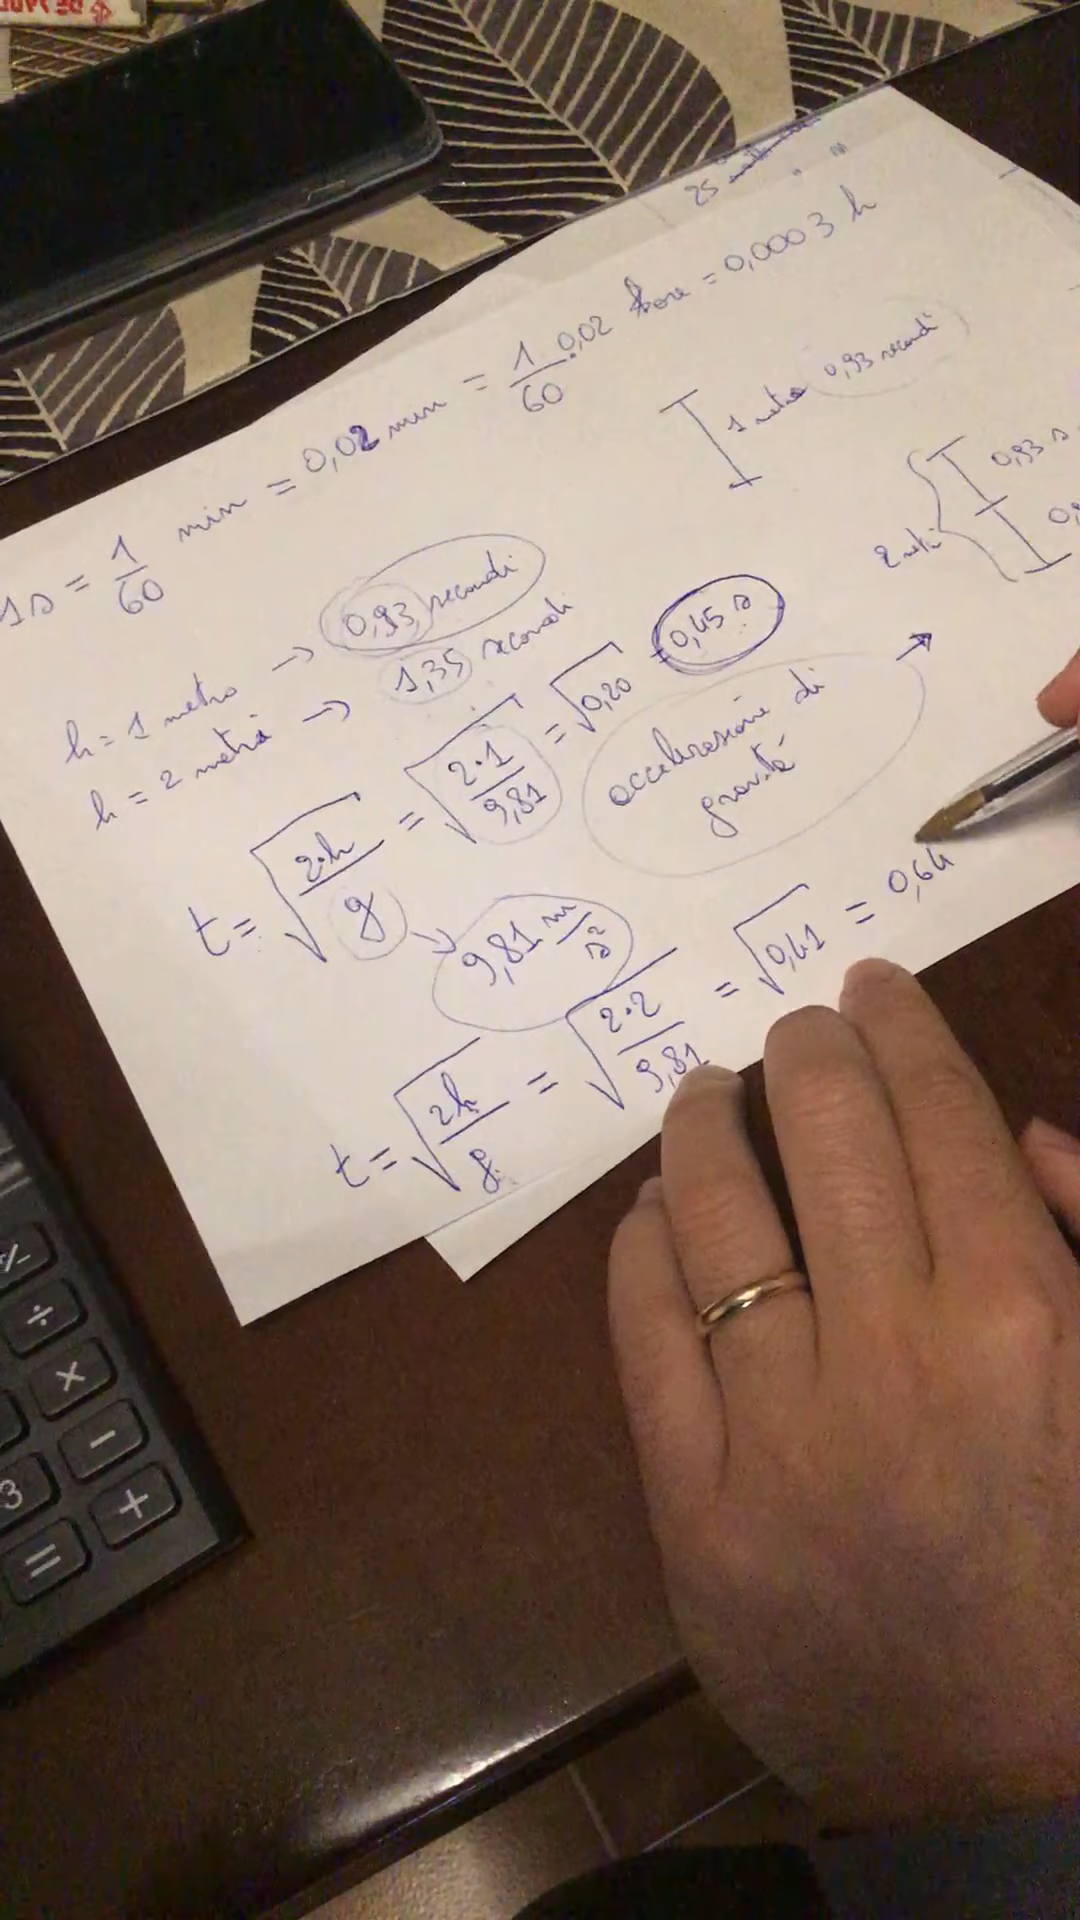 25
1s = 1/60 min = 0,02 min = 1/60 · 0,02 ore = 0,0003 h
1 metro 0,93 secondi
2 metri { 0,93 s
h = 1 metro → 0,93 secondi
h = 2 metri → 1,35 secondi
t = √(2·h/g) = √(2·1/9,81) = √0,20 = 0,45 s
accelerazione di
gravità
9,81 m/s²
t = √(2h/g) = √(2·2/9,81) = √0,41 = 0,64
÷
×
−
3
+
=